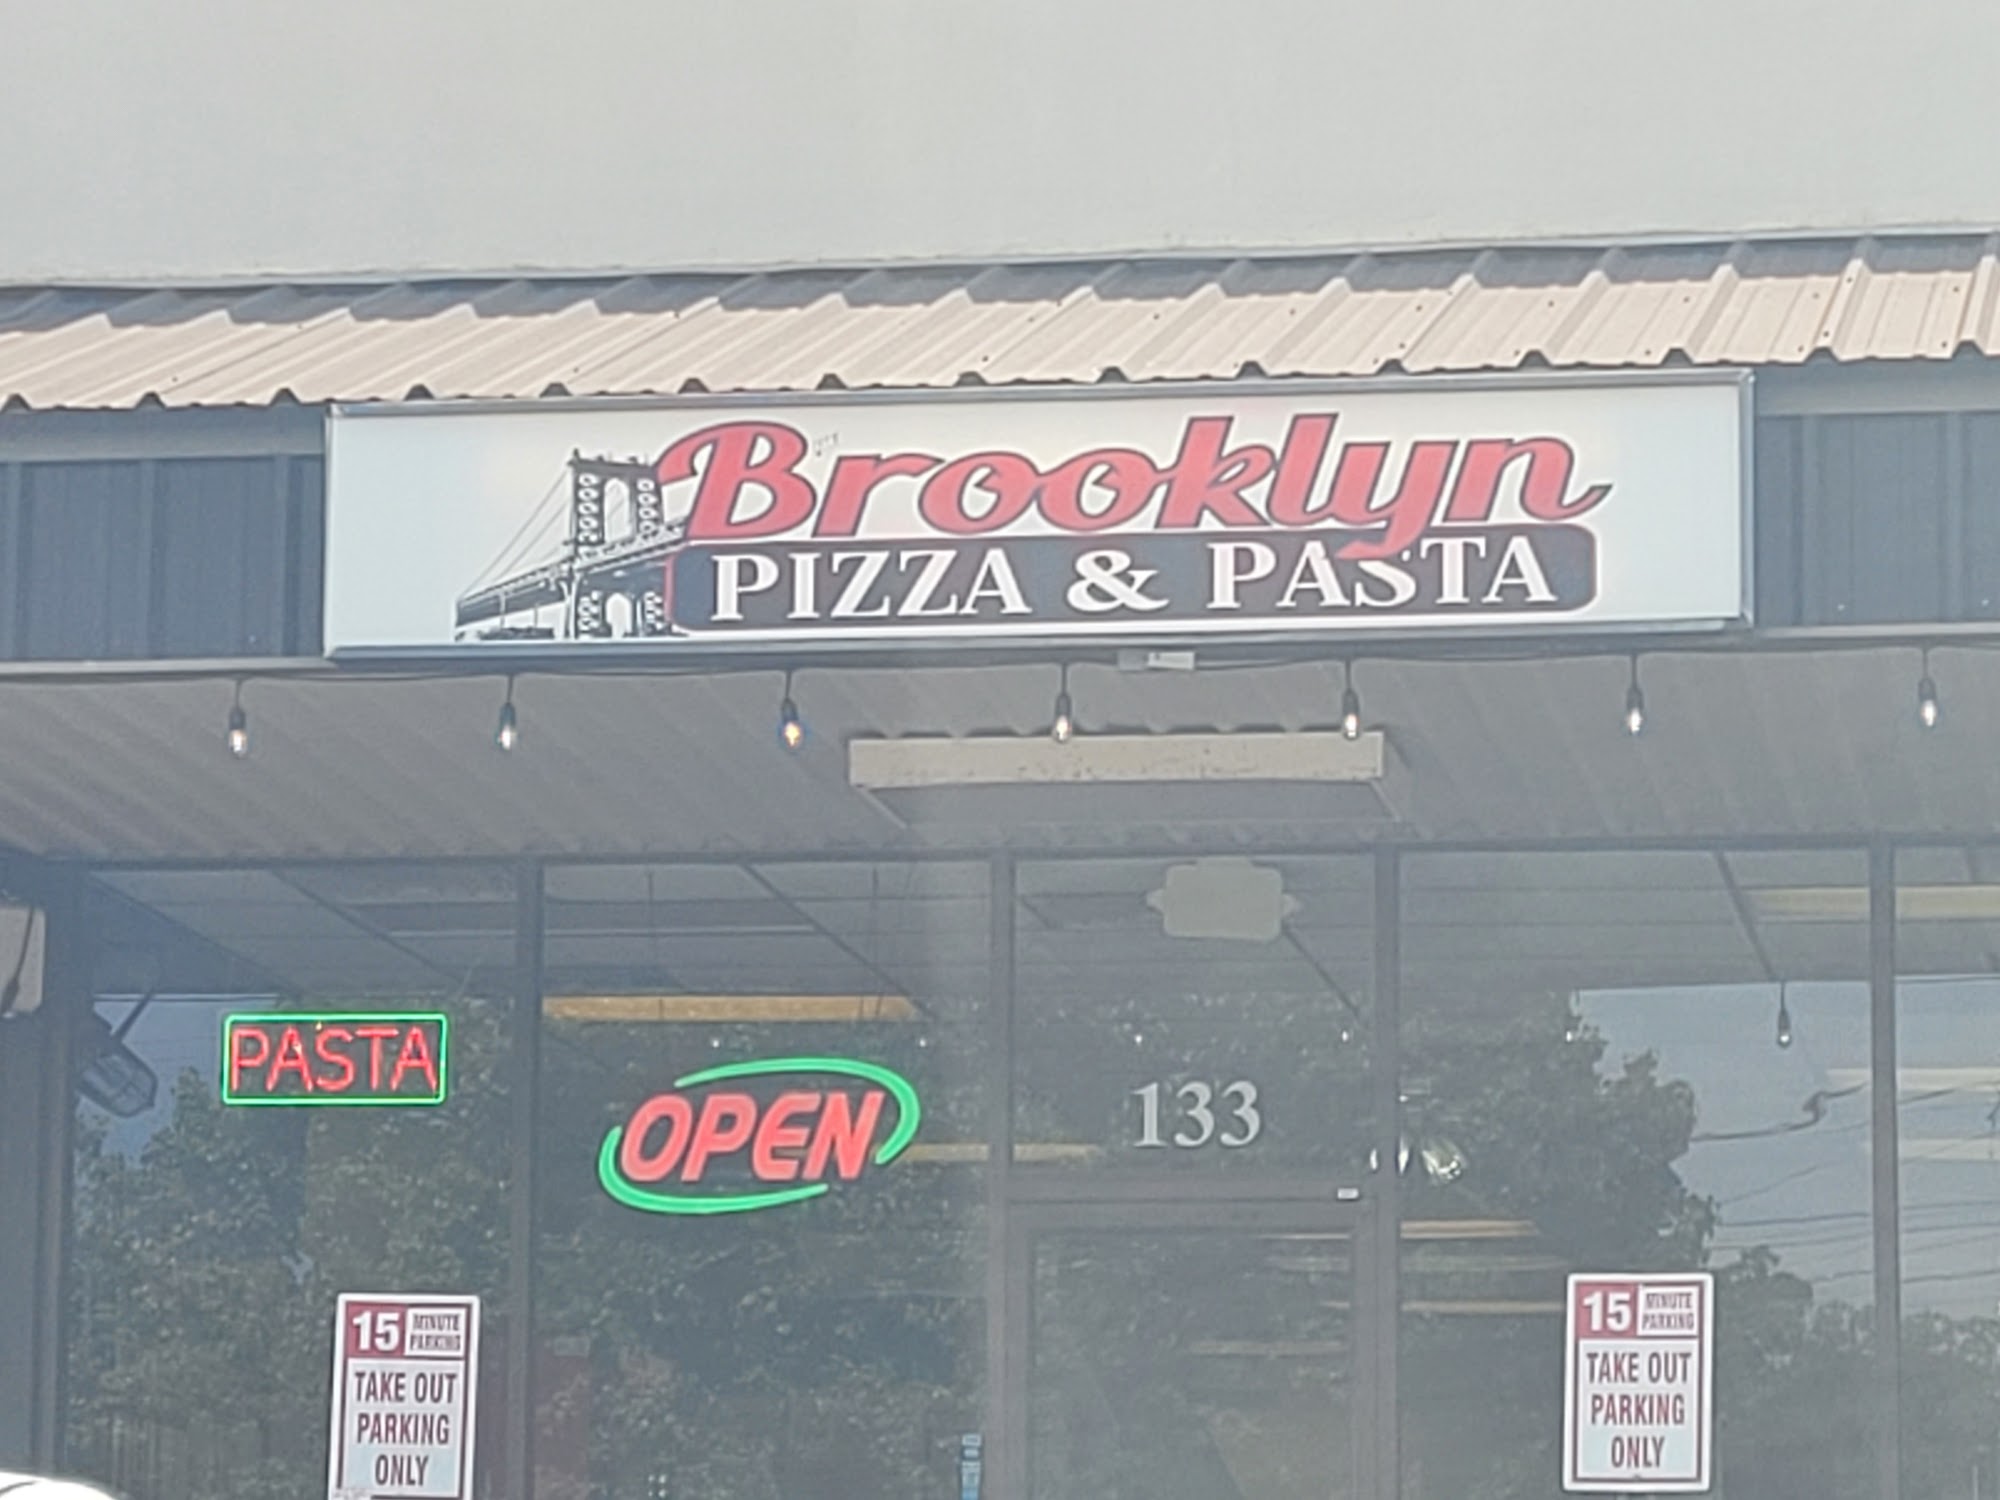 Brooklyn
PIZZA & PASTA
PASTA
OPEN
133
15 MINUTE
PARKING
TAKE OUT
PARKING
ONLY
15 MINUTE
PARKING
TAKE OUT
PARKING
ONLY